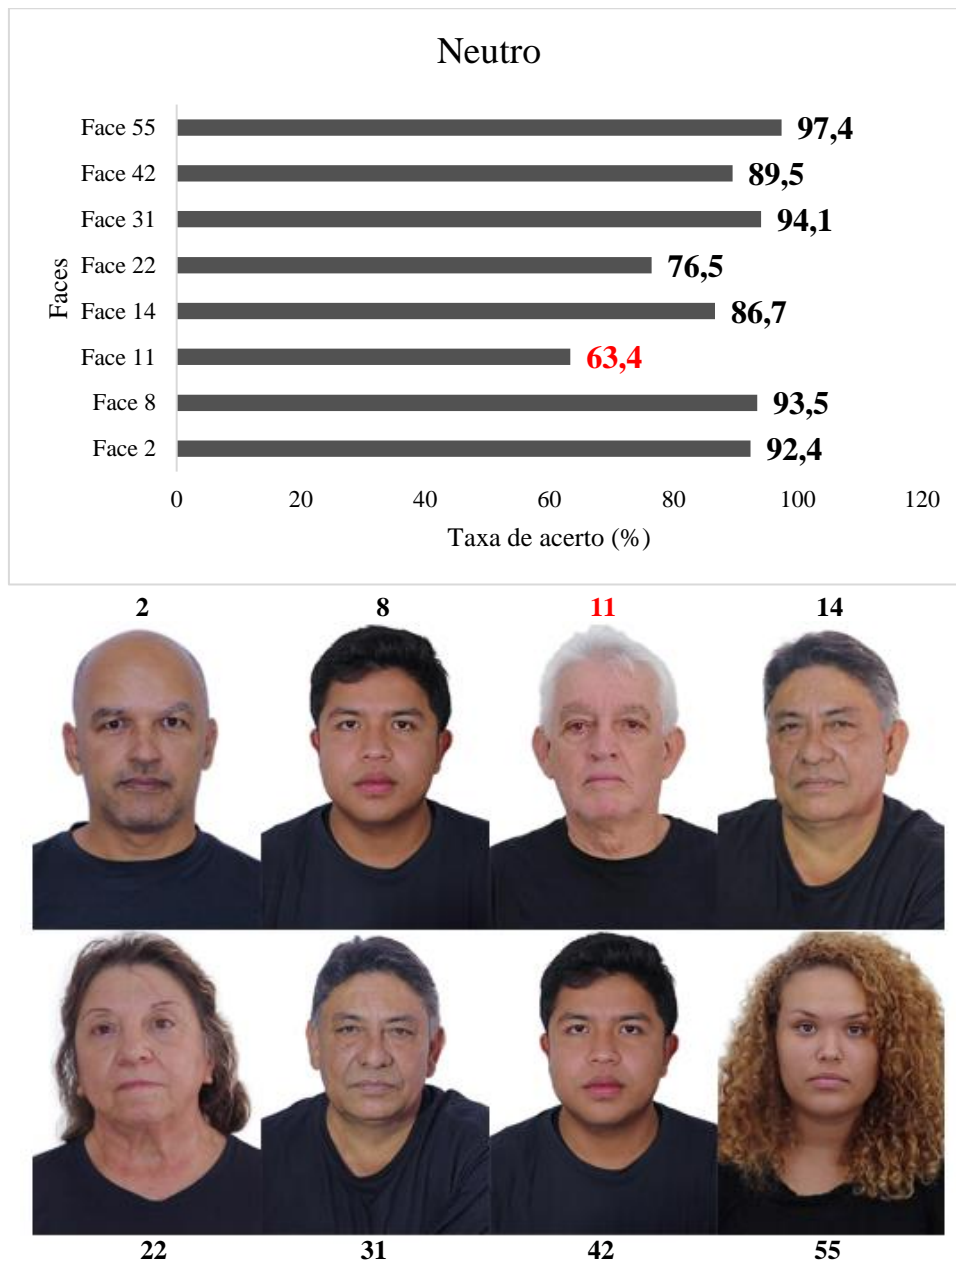 Neutro
Faces
Face 55 97,4
Face 42 89,5
Face 31 94,1
Face 22 76,5
Face 14 86,7
Face 11 63,4
Face 8 93,5
Face 2 92,4
0 20 40 60 80 100 120
Taxa de acerto (%)
2 8 11 14
22 31 42 55